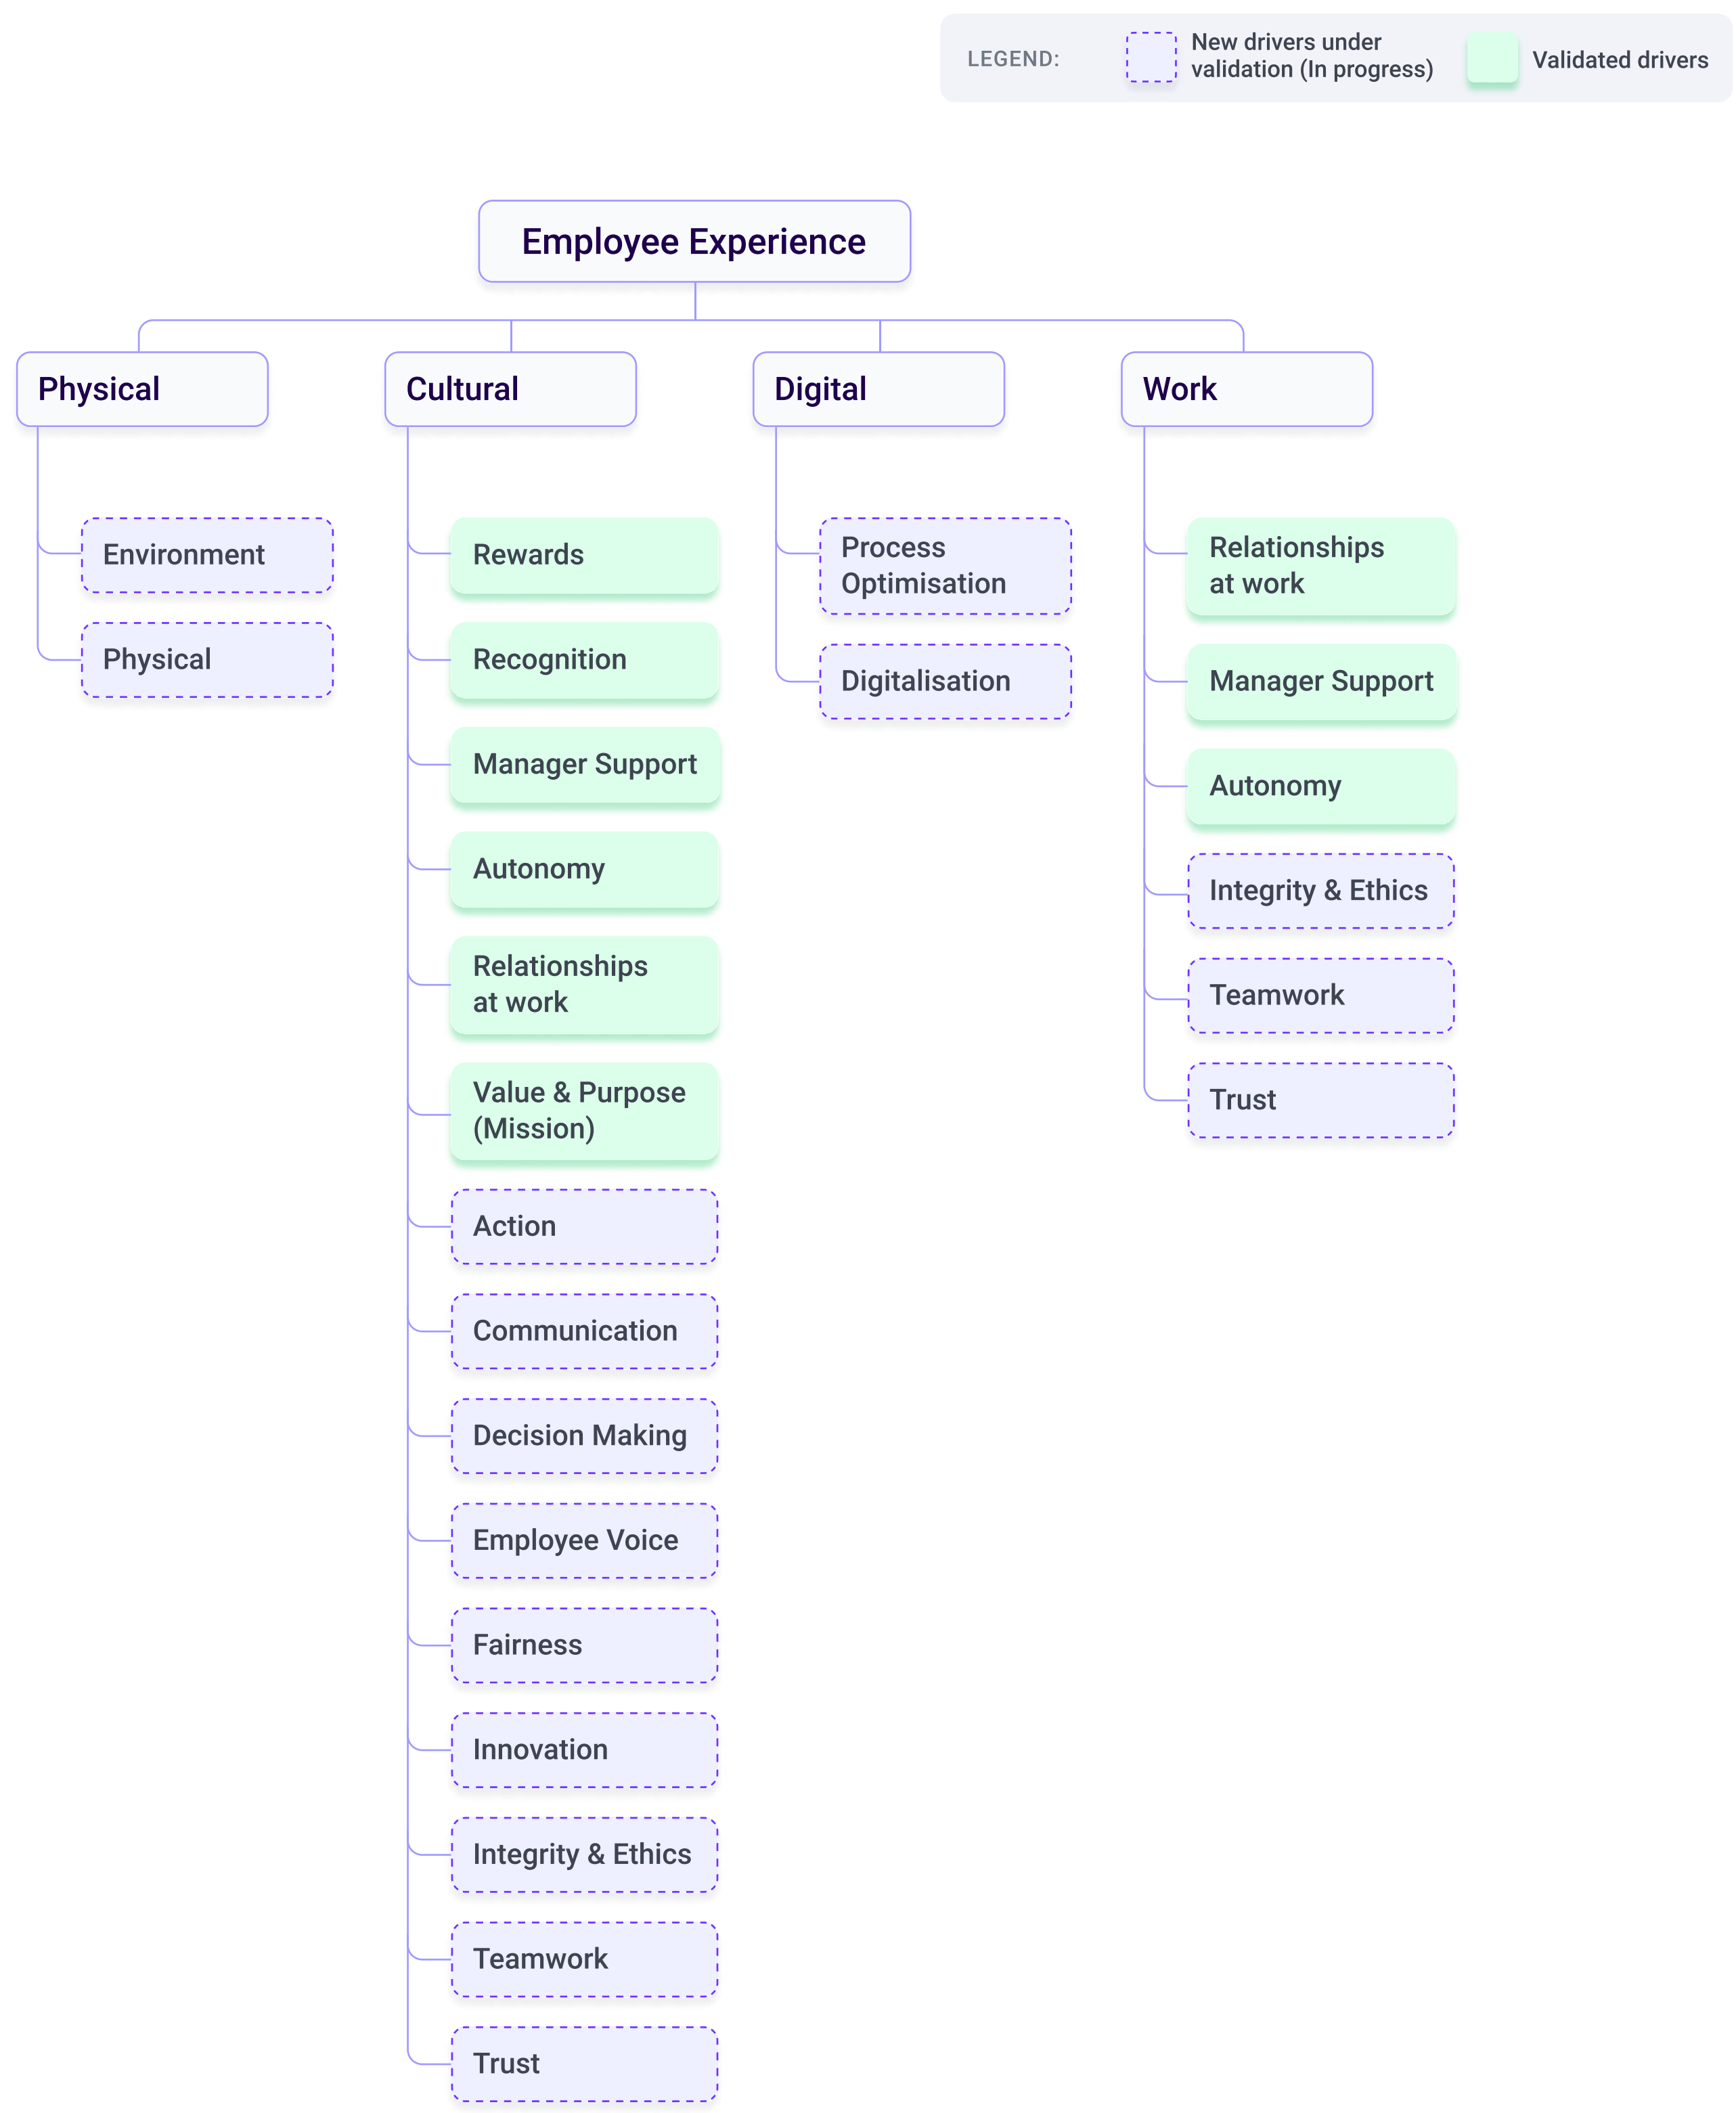 LEGEND:
New drivers under
validation (In progress)
Validated drivers
Employee Experience
Physical
Cultural
Digital
Work
Environment
Physical
Rewards
Recognition
Manager Support
Autonomy
Relationships
at work
Value & Purpose
(Mission)
Action
Communication
Decision Making
Employee Voice
Fairness
Innovation
Integrity & Ethics
Teamwork
Trust
Process
Optimisation
Digitalisation
Relationships
at work
Manager Support
Autonomy
Integrity & Ethics
Teamwork
Trust